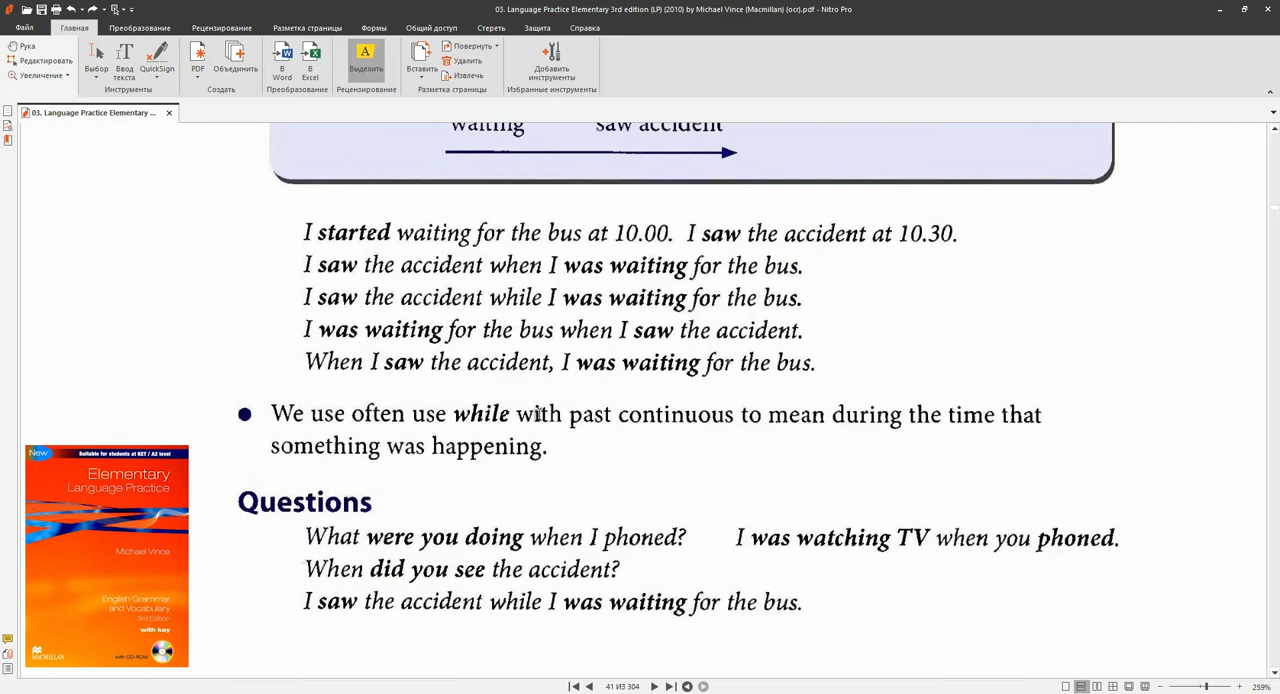 03. Language Practice Elementary 3rd edition (LP) (2010) by Michael Vince (Macmillan) (ocr).pdf - Nitro Pro
Файл Главная Преобразование Рецензирование Разметка страницы Формы Общий доступ Стереть Защита Справка
Рука
Редактировать
Увеличение
Выбор
Ввод текста
QuickSign
PDF
Объединить
В Word
В Excel
Выделить
Вставить
Повернуть
Удалить
Извлечь
Добавить инструменты
Инструменты Создать Преобразование Рецензирование Разметка страницы Избранные инструменты
03. Language Practice Elementary ...
waiting saw accident
I started waiting for the bus at 10.00. I saw the accident at 10.30.
I saw the accident when I was waiting for the bus.
I saw the accident while I was waiting for the bus.
I was waiting for the bus when I saw the accident.
When I saw the accident, I was waiting for the bus.
We use often use while with past continuous to mean during the time that
something was happening.
Questions
What were you doing when I phoned? I was watching TV when you phoned.
When did you see the accident?
I saw the accident while I was waiting for the bus.
New Suitable for students at KET / A2 level
Elementary
Language Practice
Michael Vince
English Grammar
and Vocabulary
3rd Edition
with key
MACMILLAN
with CD-ROM
41 ИЗ 304
259%